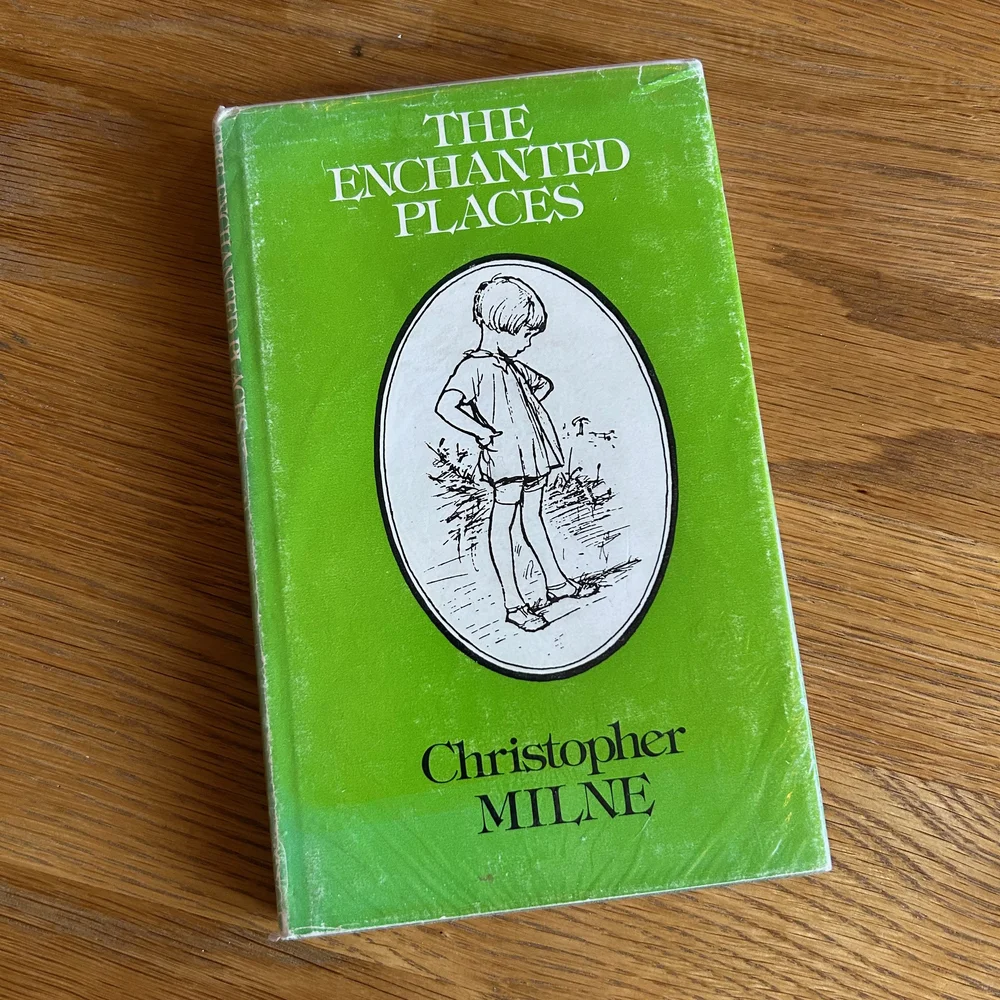 THE
ENCHANTED
PLACES
Christopher
MILNE